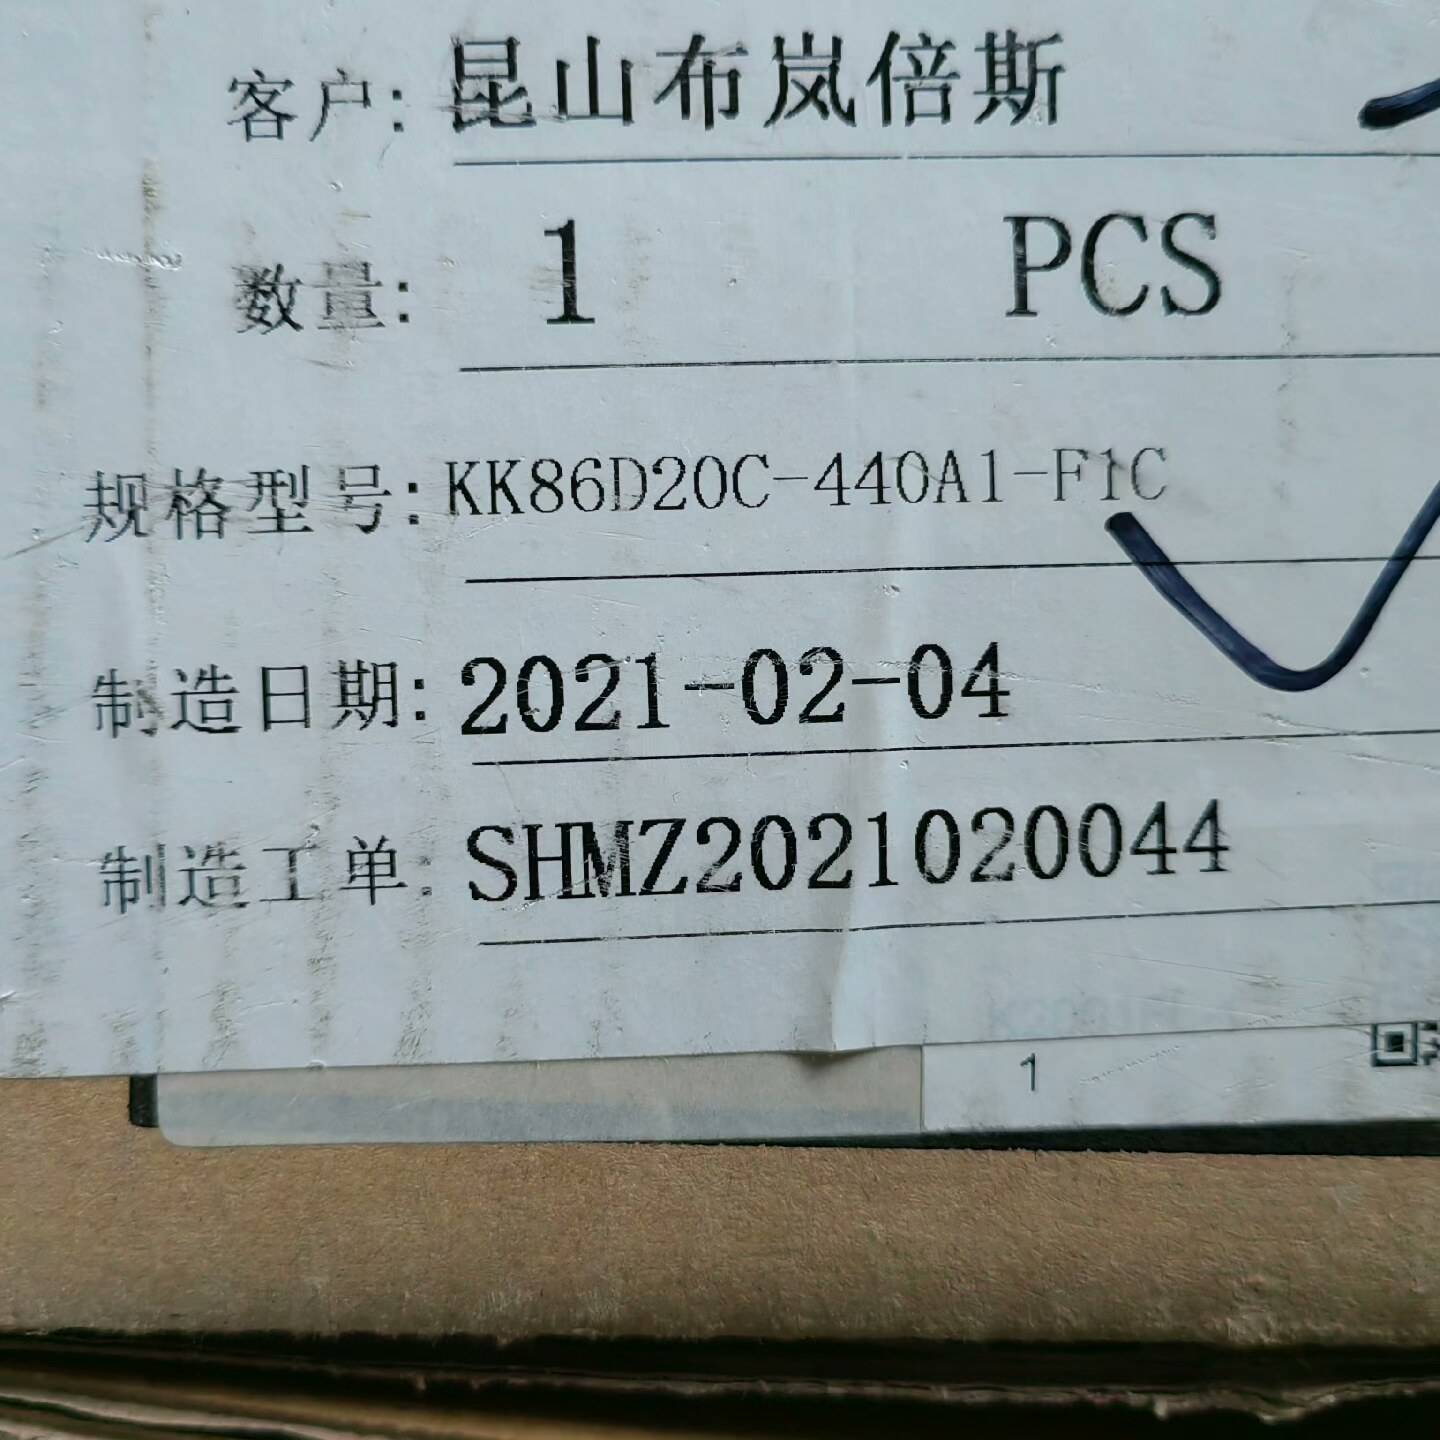 客户: 昆山布岚倍斯
数量: 1 PCS
规格型号: KK86D20C-440A1-F1C
制造日期: 2021-02-04
制造工单: SHMZ2021020044
1